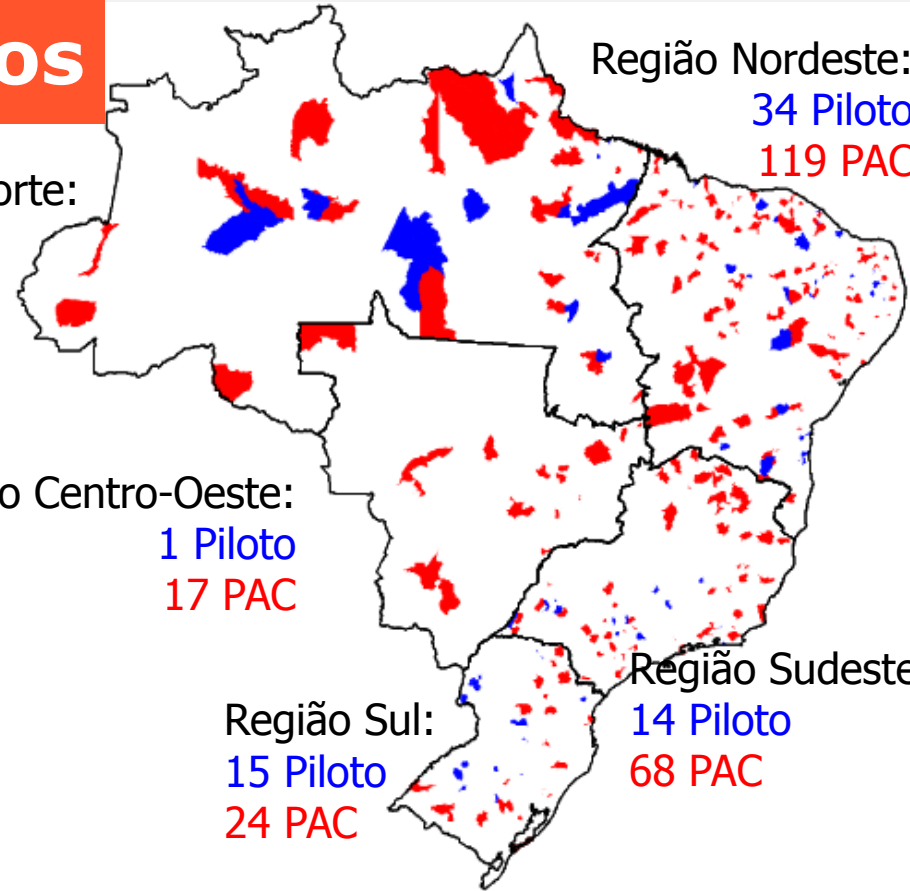 os
Região Nordeste:
34 Piloto
119 PAC
orte:
o Centro-Oeste:
1 Piloto
17 PAC
Região Sudeste
14 Piloto
68 PAC
Região Sul:
15 Piloto
24 PAC